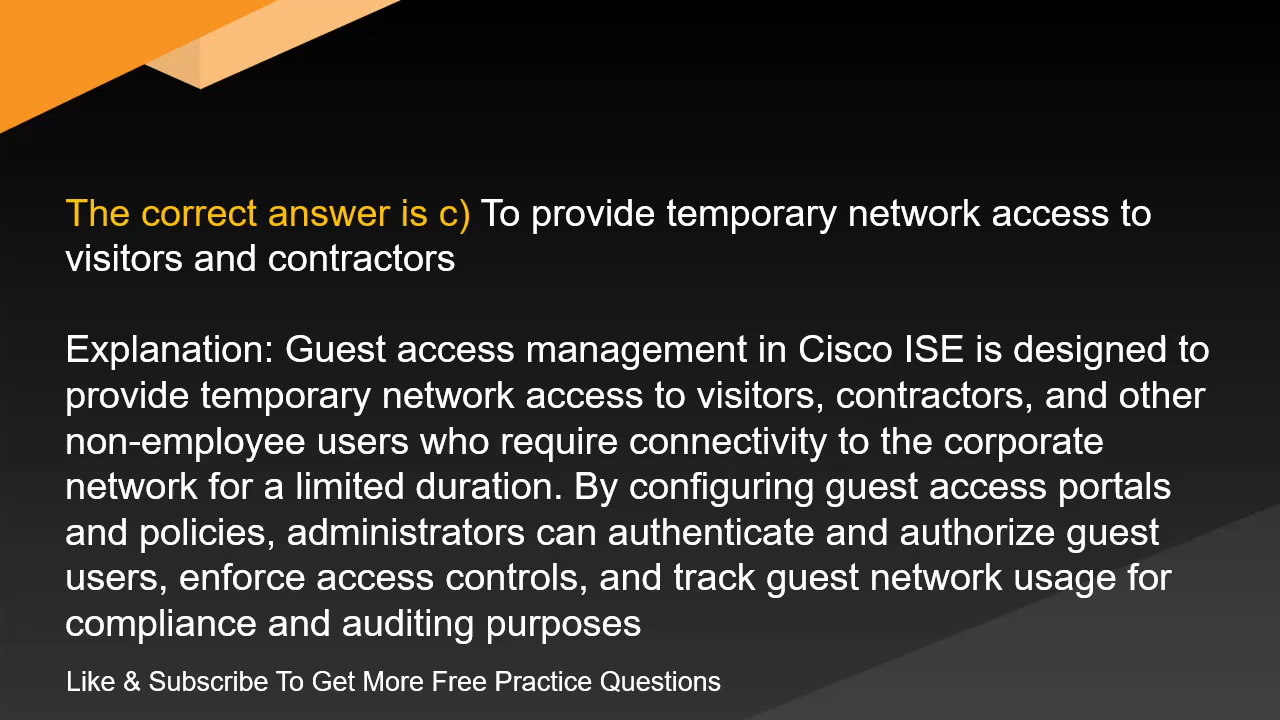 The correct answer is c) To provide temporary network access to
visitors and contractors
Explanation: Guest access management in Cisco ISE is designed to
provide temporary network access to visitors, contractors, and other
non-employee users who require connectivity to the corporate
network for a limited duration. By configuring guest access portals
and policies, administrators can authenticate and authorize guest
users, enforce access controls, and track guest network usage for
compliance and auditing purposes
Like & Subscribe To Get More Free Practice Questions